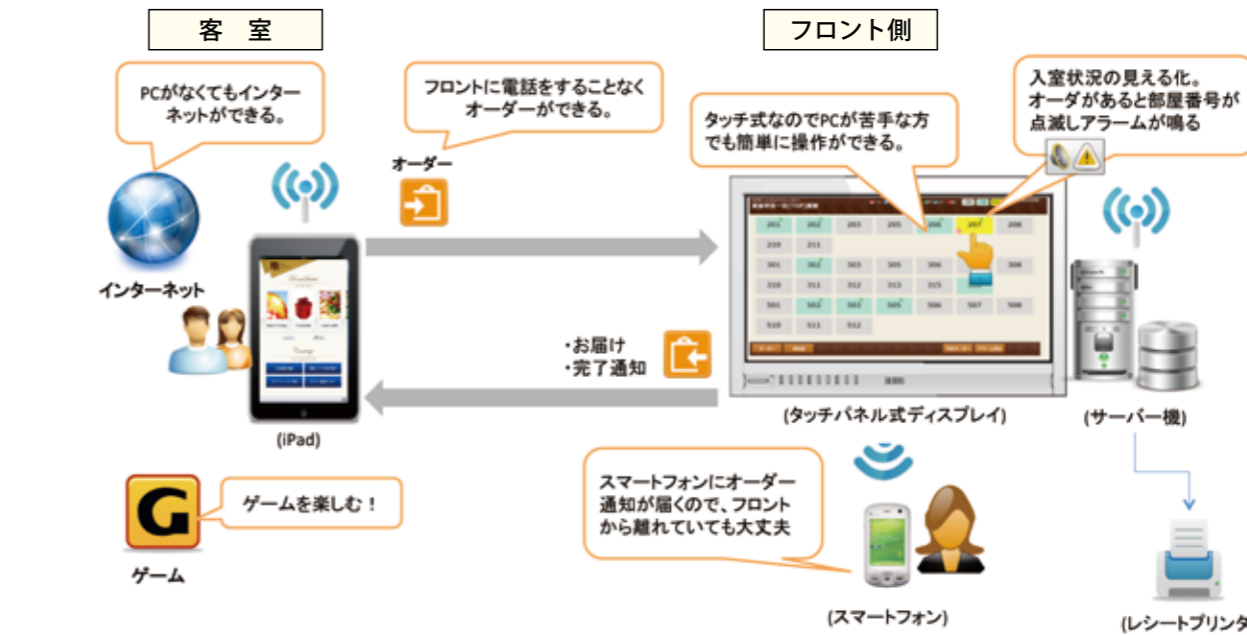 客 室
フロント側
PCがなくてもインター
ネットができる。
フロントに電話をすることなく
オーダーができる。
タッチ式なのでPCが苦手な方
でも簡単に操作ができる。
入室状況の見える化。
オーダがあると部屋番号が
点滅しアラームが鳴る
オーダー
インターネット
201 202 203 205 206 207 208
210 211
301 302 303 305 306 308
310 311 312 313 315
501 502 503 505 506 507 508
510 511 512
・お届け
・完了通知
(iPad)
(タッチパネル式ディスプレイ)
(サーバー機)
G
ゲームを楽しむ！
ゲーム
スマートフォンにオーダー
通知が届くので、フロント
から離れていても大丈夫
(スマートフォン)
(レシートプリンタ